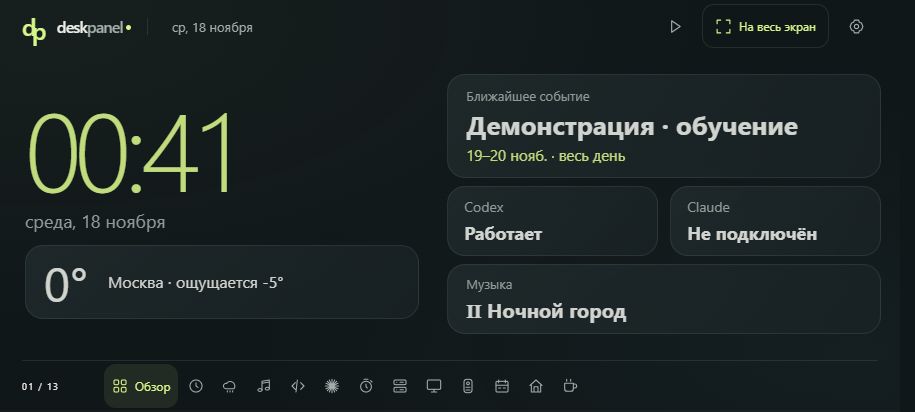 dp deskpanel
ср, 18 ноября
На весь экран
00:41
среда, 18 ноября
0°
Москва · ощущается -5°
Ближайшее событие
Демонстрация · обучение
19–20 нояб. · весь день
Codex
Работает
Claude
Не подключён
Музыка
Ночной город
01 / 13
Обзор